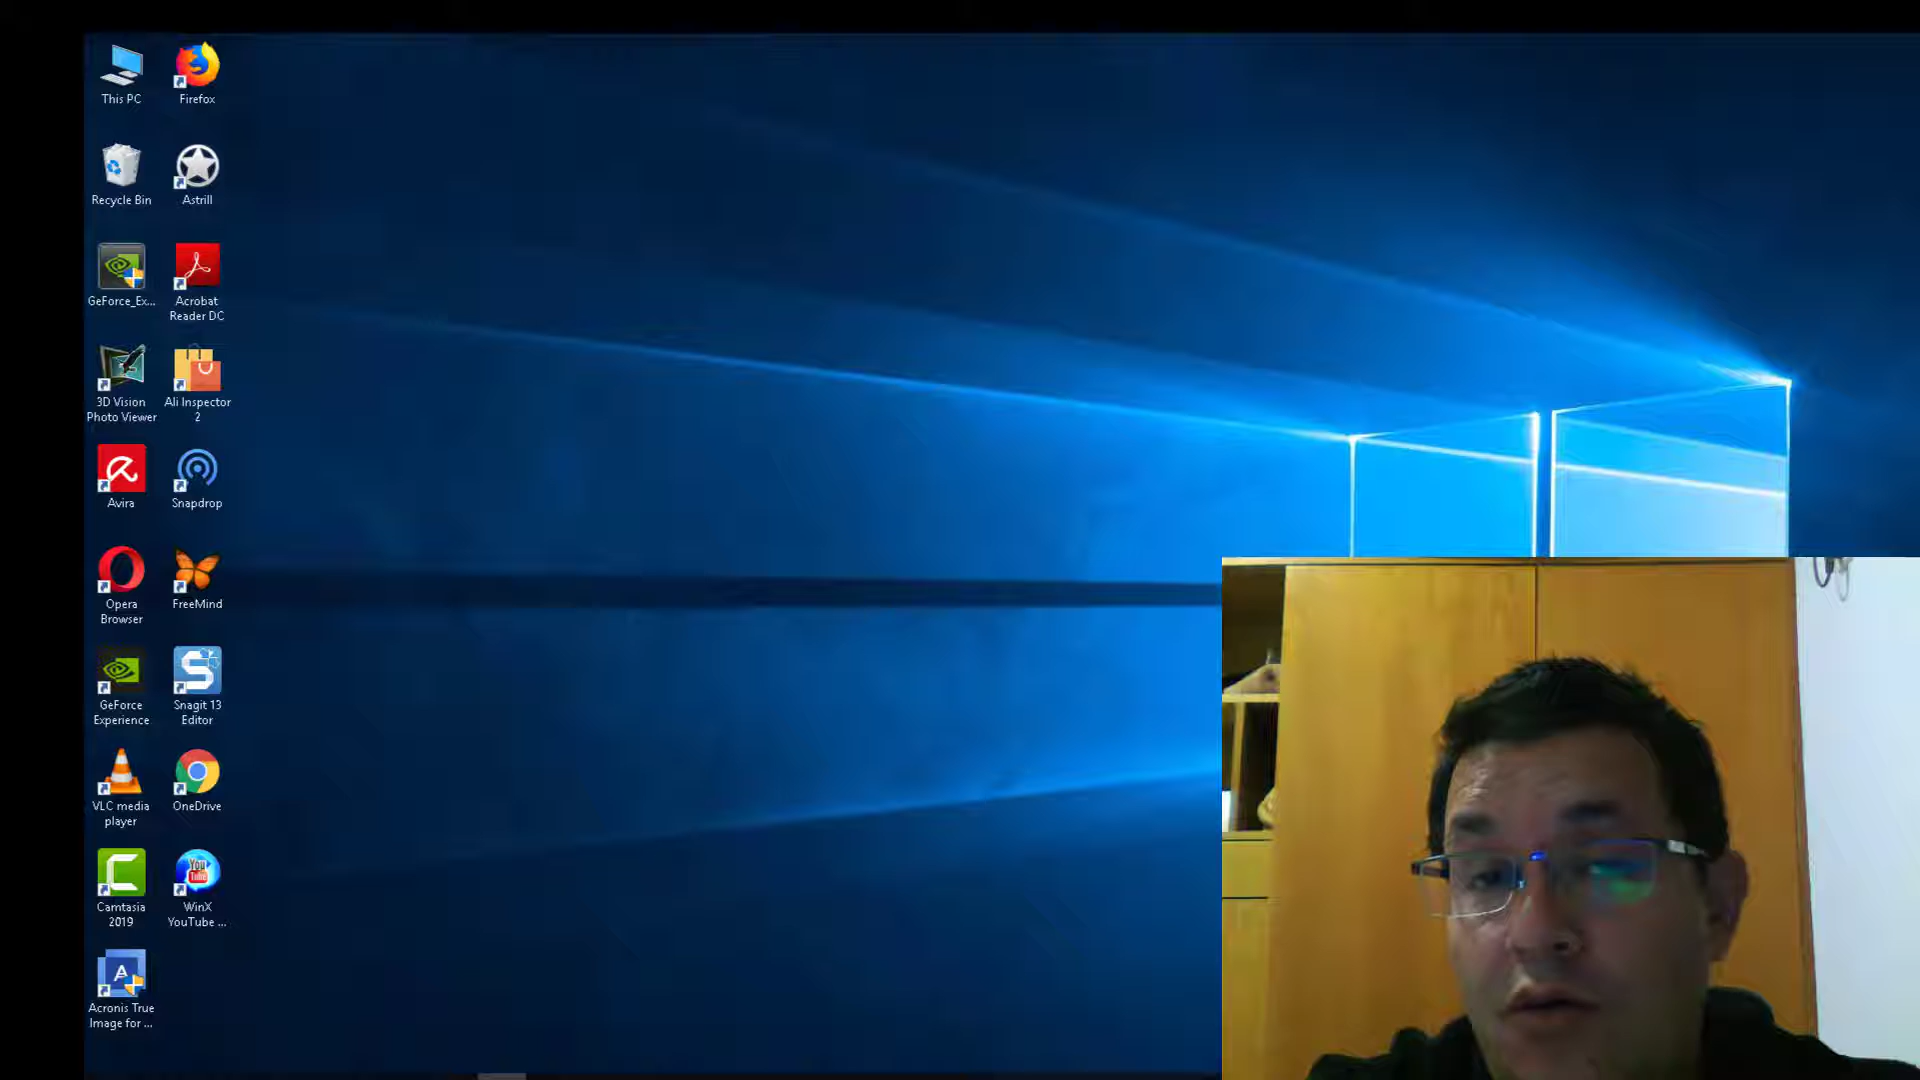 This PC
Firefox
Recycle Bin
Astrill
GeForce_Ex...
Acrobat
Reader DC
3D Vision
Photo Viewer
Ali Inspector
2
Avira
Snapdrop
Opera
Browser
FreeMind
GeForce
Experience
Snagit 13
Editor
VLC media
player
OneDrive
Camtasia
2019
You
Tube
WinX
YouTube ...
Acronis True
Image for ...